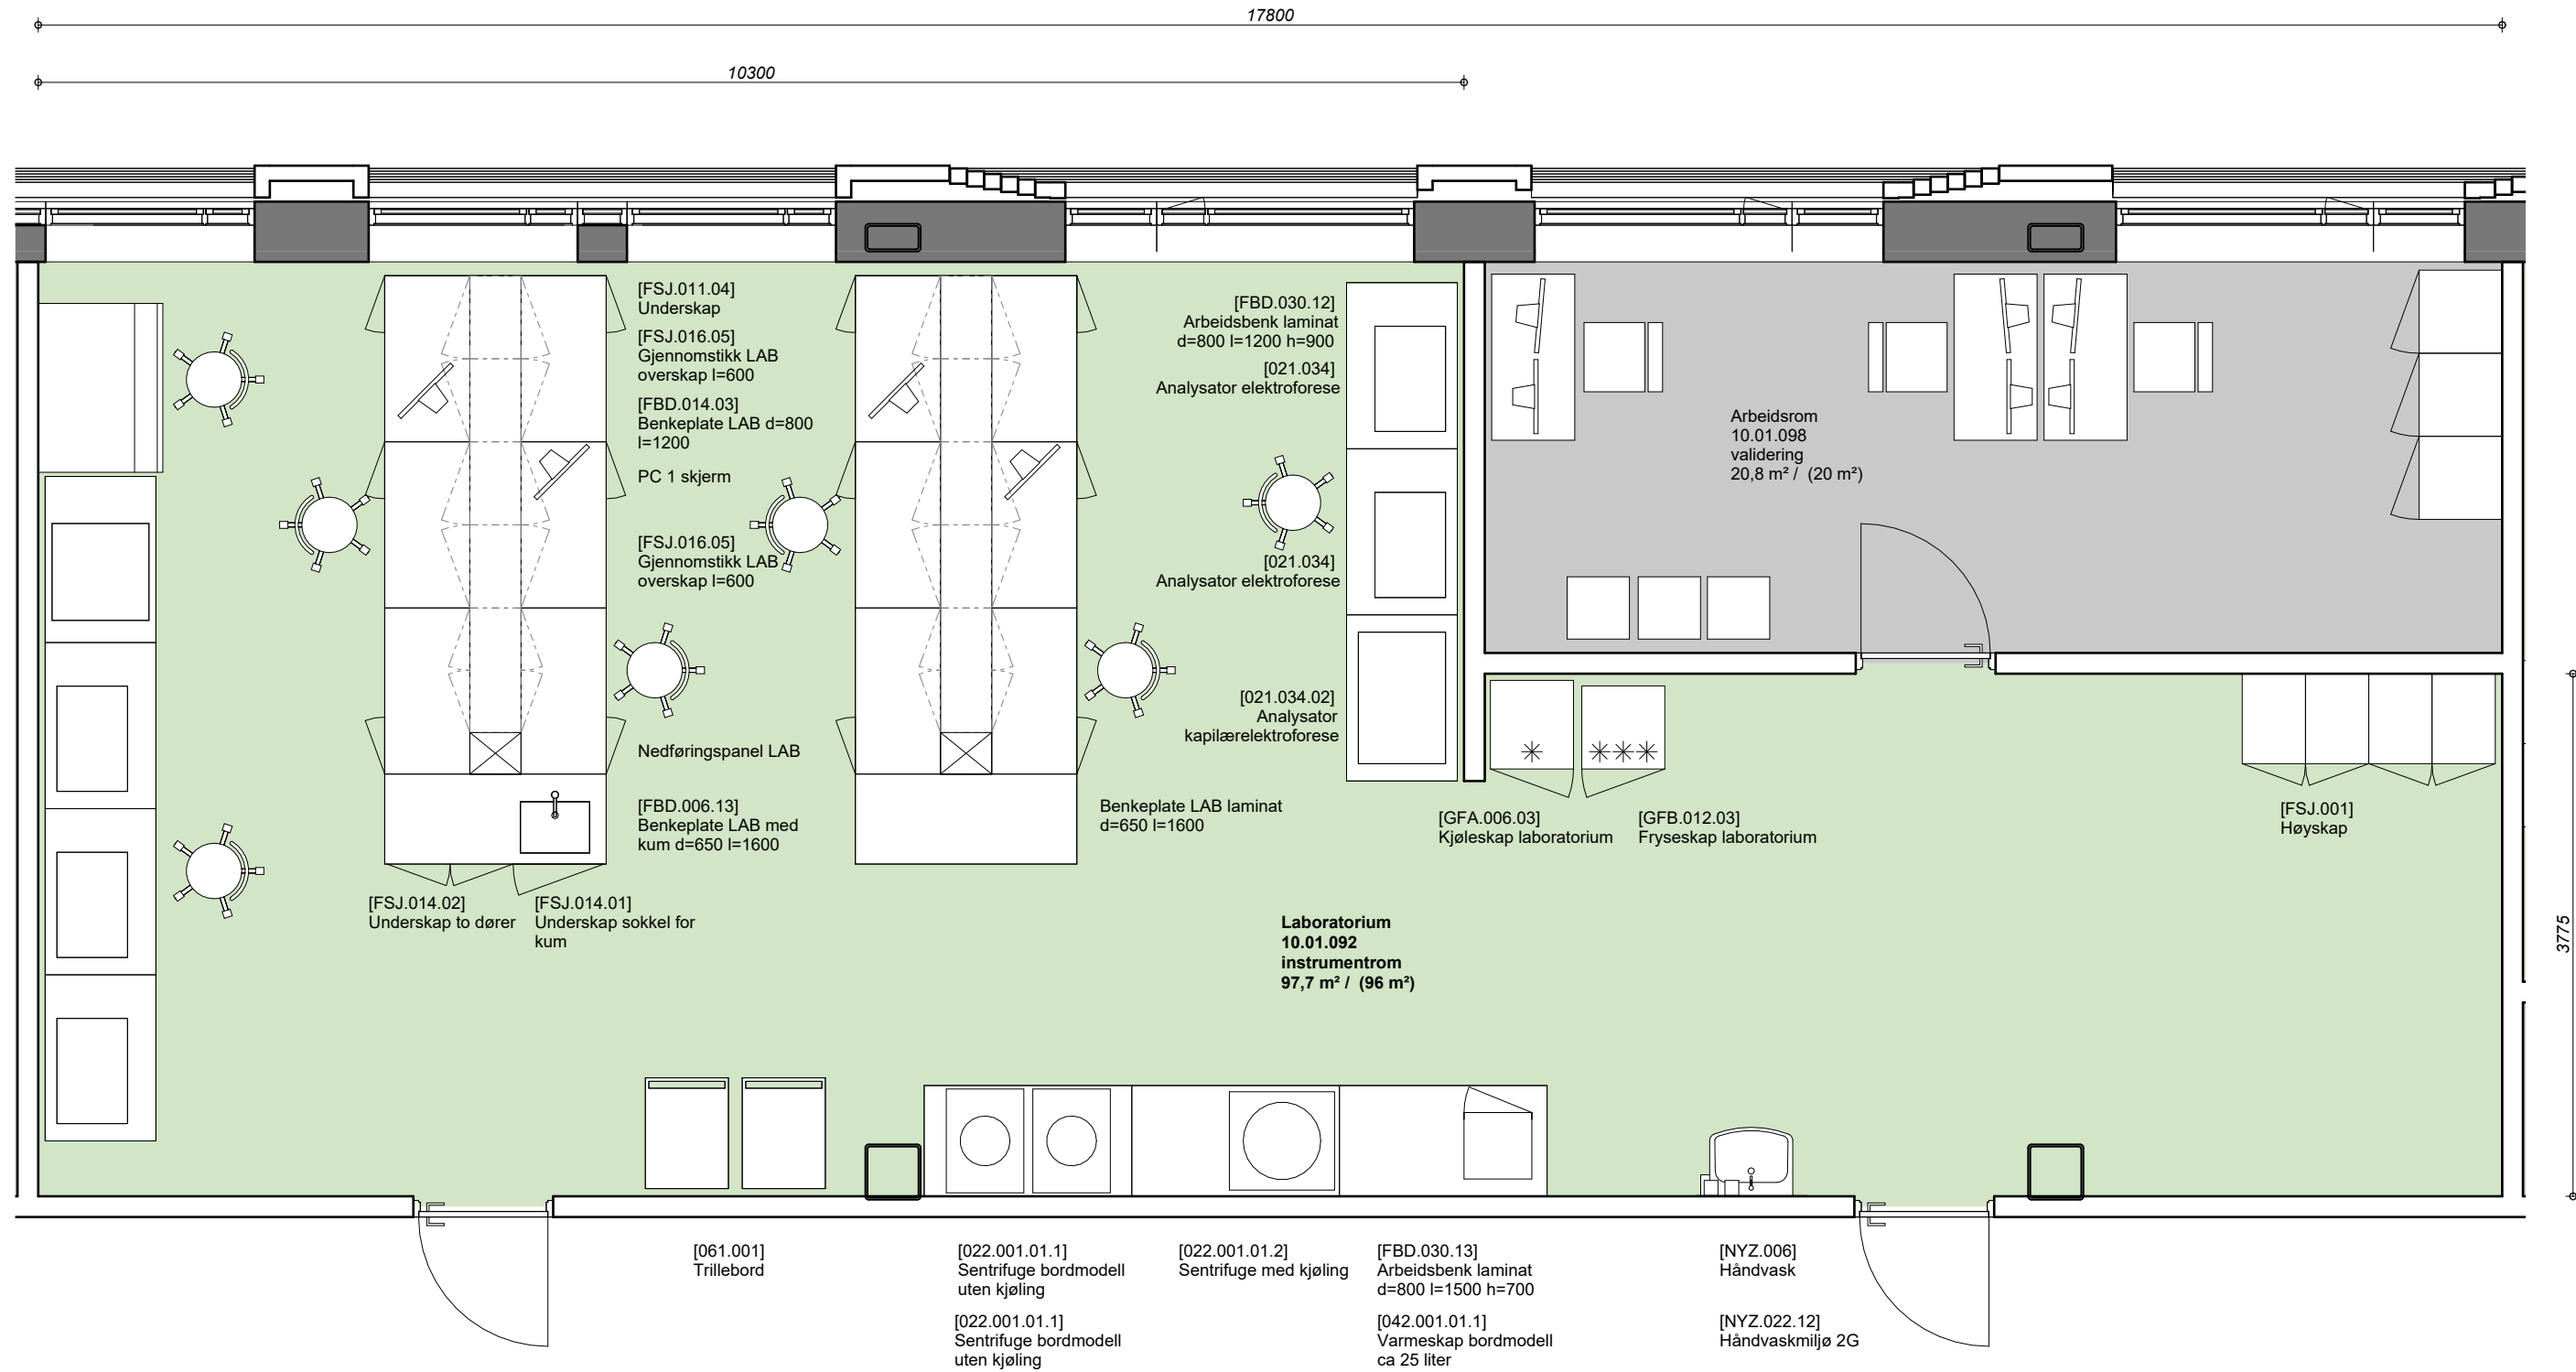 17800
10300
[FSJ.011.04]
Underskap
[FSJ.016.05]
Gjennomstikk LAB
overskap l=600
[FBD.014.03]
Benkeplate LAB d=800
l=1200
PC 1 skjerm
[FSJ.016.05]
Gjennomstikk LAB
overskap l=600
Nedføringspanel LAB
[FBD.006.13]
Benkeplate LAB med
kum d=650 l=1600
[FSJ.014.02]
Underskap to dører
[FSJ.014.01]
Underskap sokkel for
kum
[FBD.030.12]
Arbeidsbenk laminat
d=800 l=1200 h=900
[021.034]
Analysator elektroforese
[021.034]
Analysator elektroforese
[021.034.02]
Analysator
kapilærelektroforese
Benkeplate LAB laminat
d=650 l=1600
Arbeidsrom
10.01.098
validering
20,8 m² / (20 m²)
[GFA.006.03]
Kjøleskap laboratorium
[GFB.012.03]
Fryseskap laboratorium
[FSJ.001]
Høyskap
Laboratorium
10.01.092
instrumentrom
97,7 m² / (96 m²)
3775
[061.001]
Trillebord
[022.001.01.1]
Sentrifuge bordmodell
uten kjøling
[022.001.01.1]
Sentrifuge bordmodell
uten kjøling
[022.001.01.2]
Sentrifuge med kjøling
[FBD.030.13]
Arbeidsbenk laminat
d=800 l=1500 h=700
[042.001.01.1]
Varmeskap bordmodell
ca 25 liter
[NYZ.006]
Håndvask
[NYZ.022.12]
Håndvaskmiljø 2G